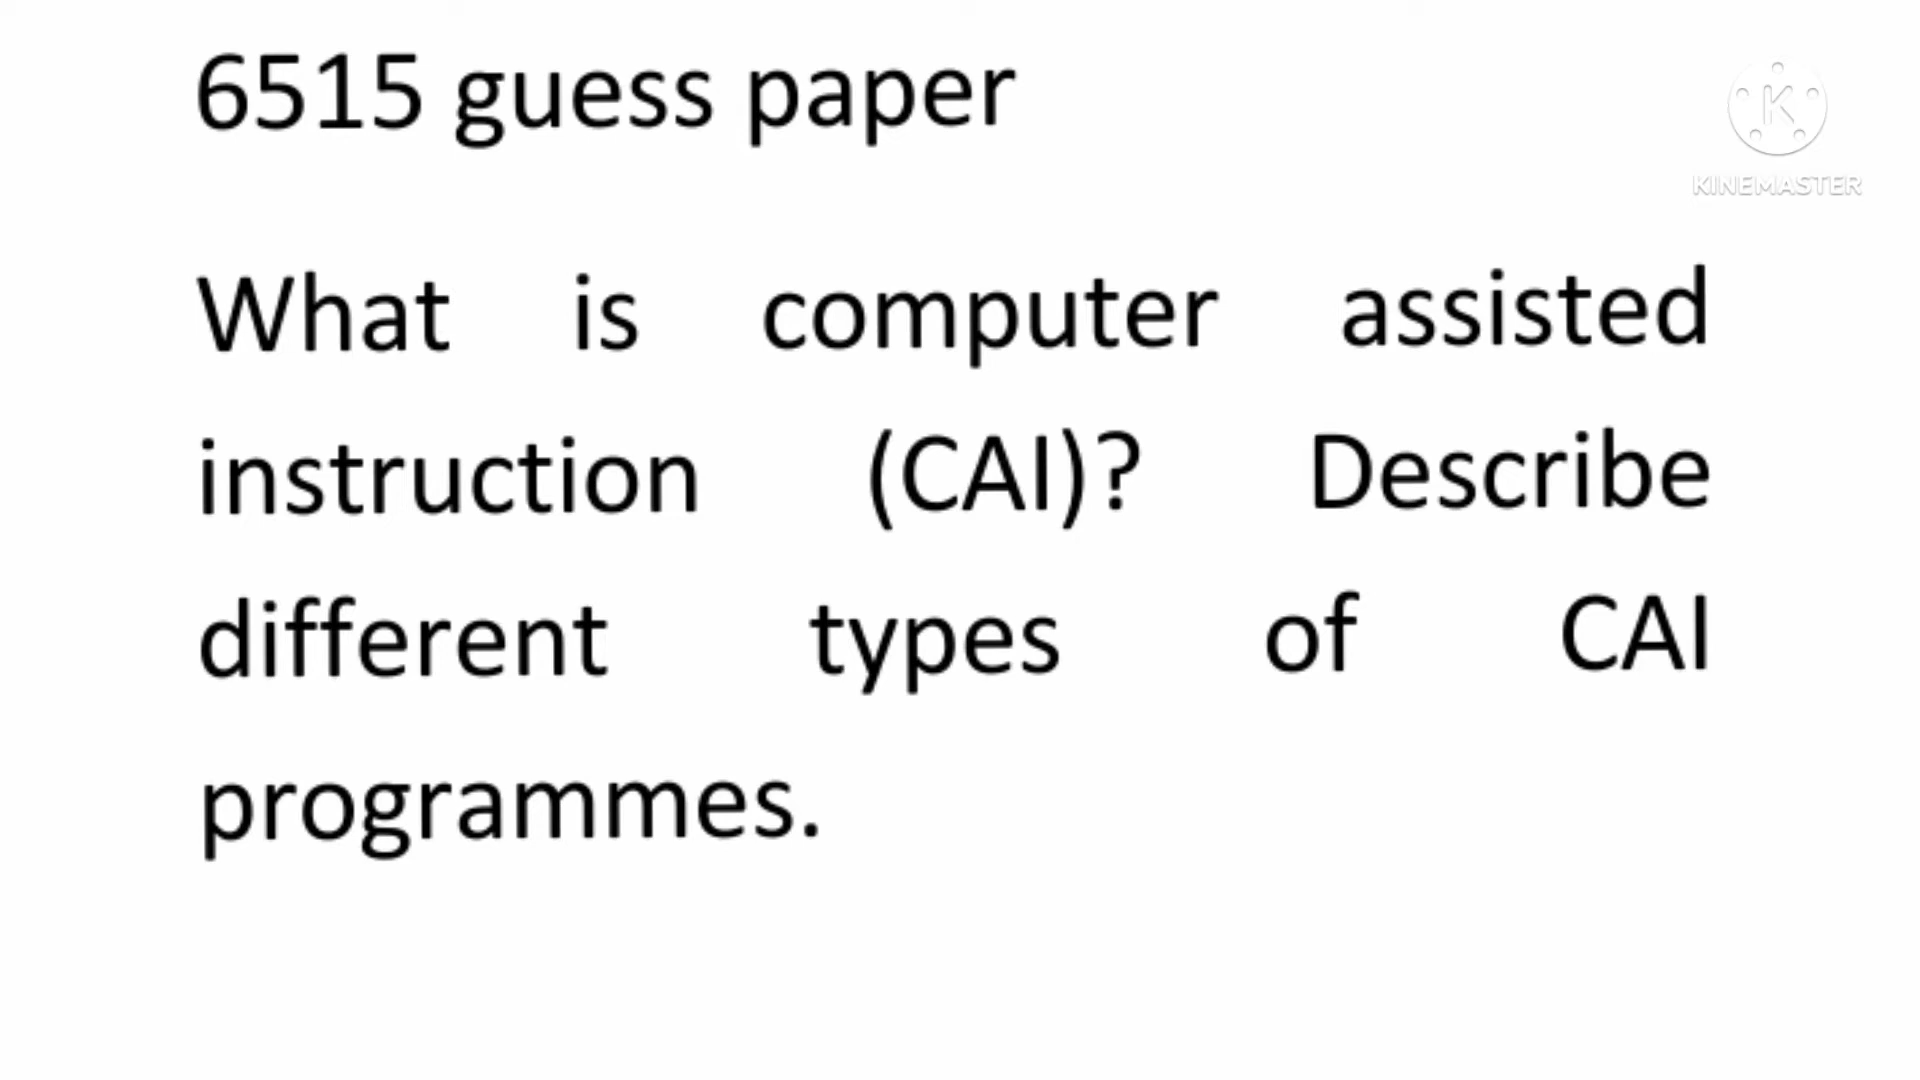 6515 guess paper
K
KINEMASTER
What is computer assisted
instruction (CAI)? Describe
different types of CAI
programmes.